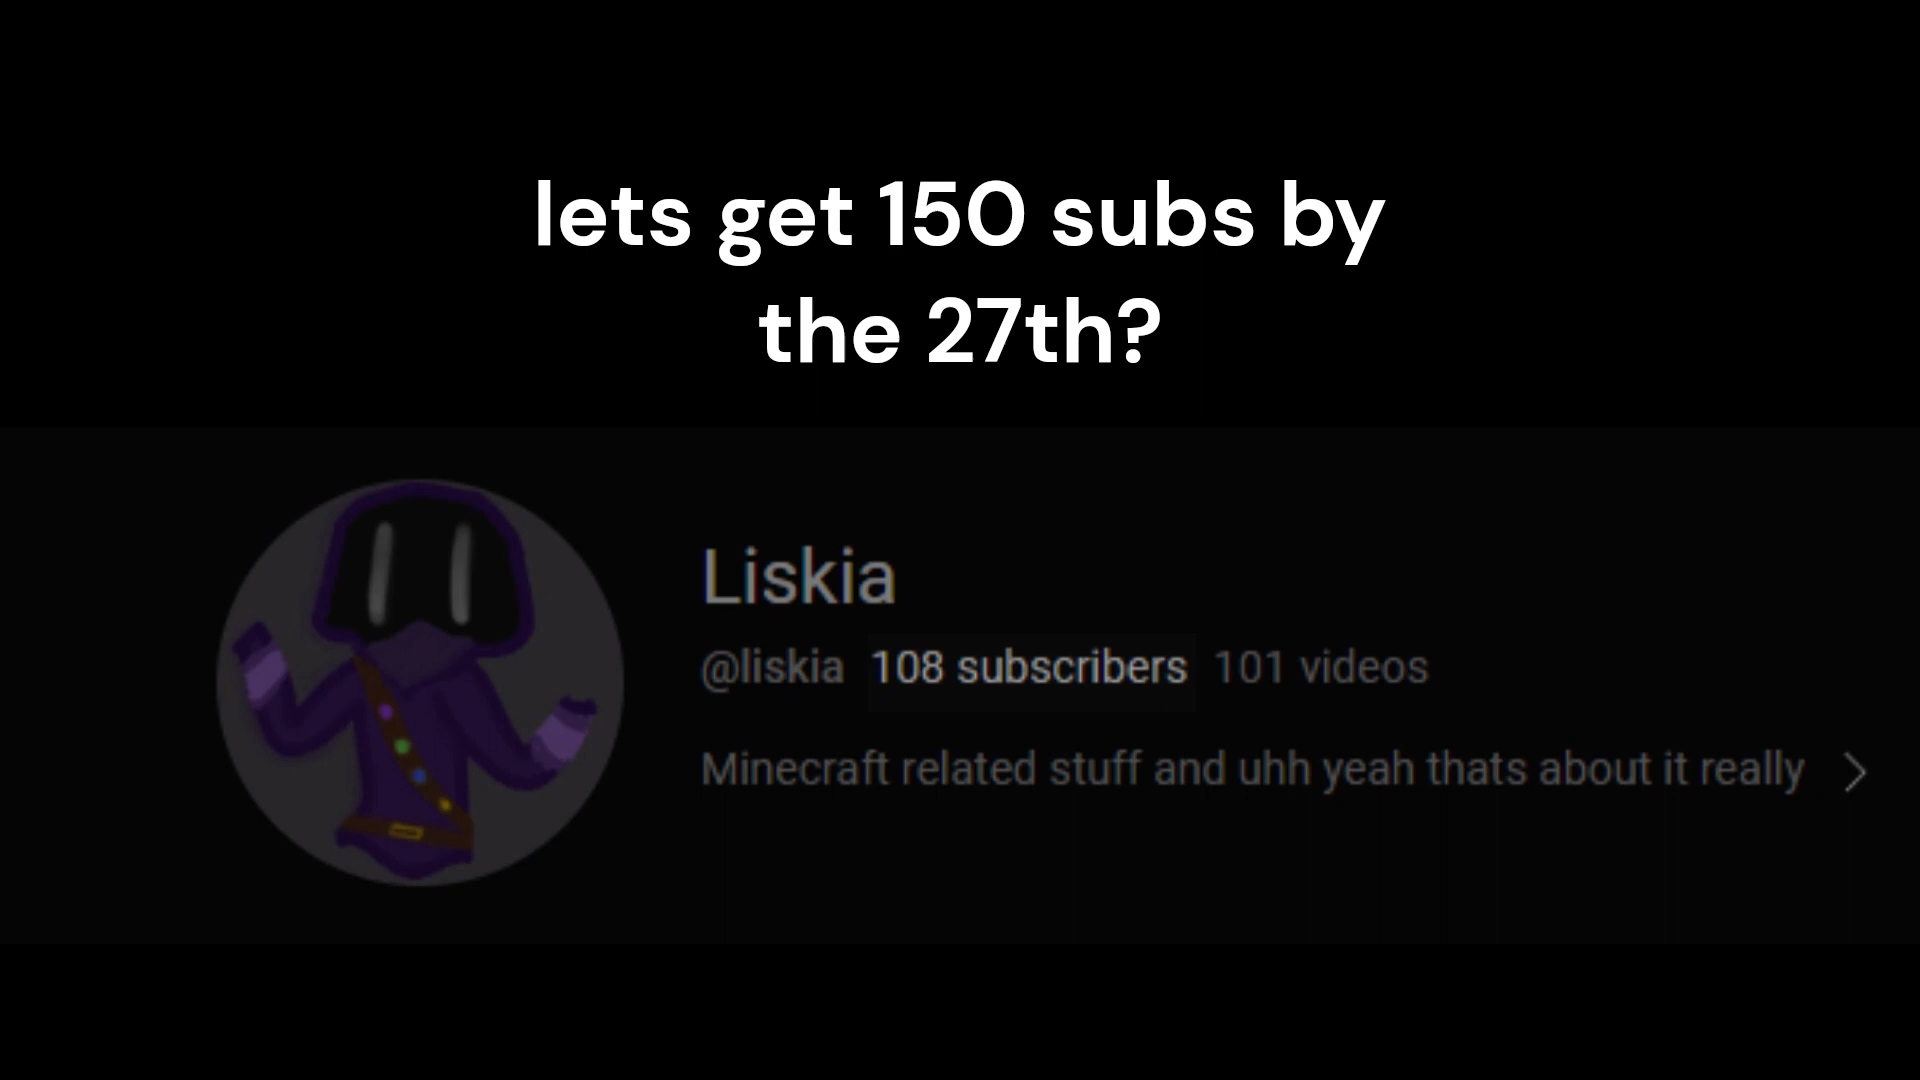 lets get 150 subs by
the 27th?
Liskia
@liskia 108 subscribers 101 videos
Minecraft related stuff and uhh yeah thats about it really